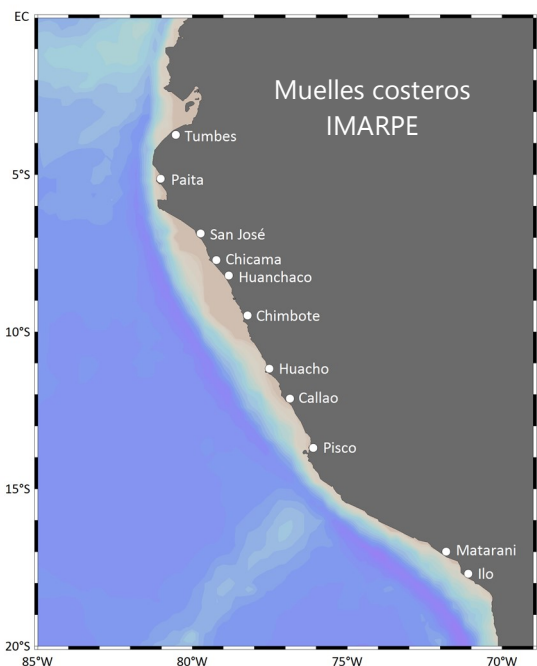 EC
Muelles costeros
IMARPE
Tumbes
5°S
Paita
San José
Chicama
Huanchaco
Chimbote
10°S
Huacho
Callao
Pisco
15°S
Matarani
Ilo
20°S
85°W
80°W
75°W
70°W